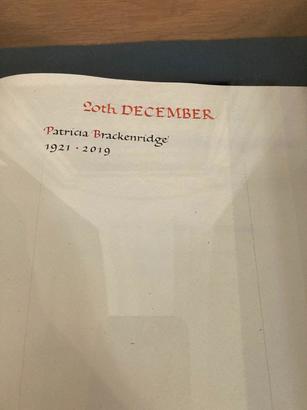 20th DECEMBER
Patricia Brackenridge
1921 · 2019